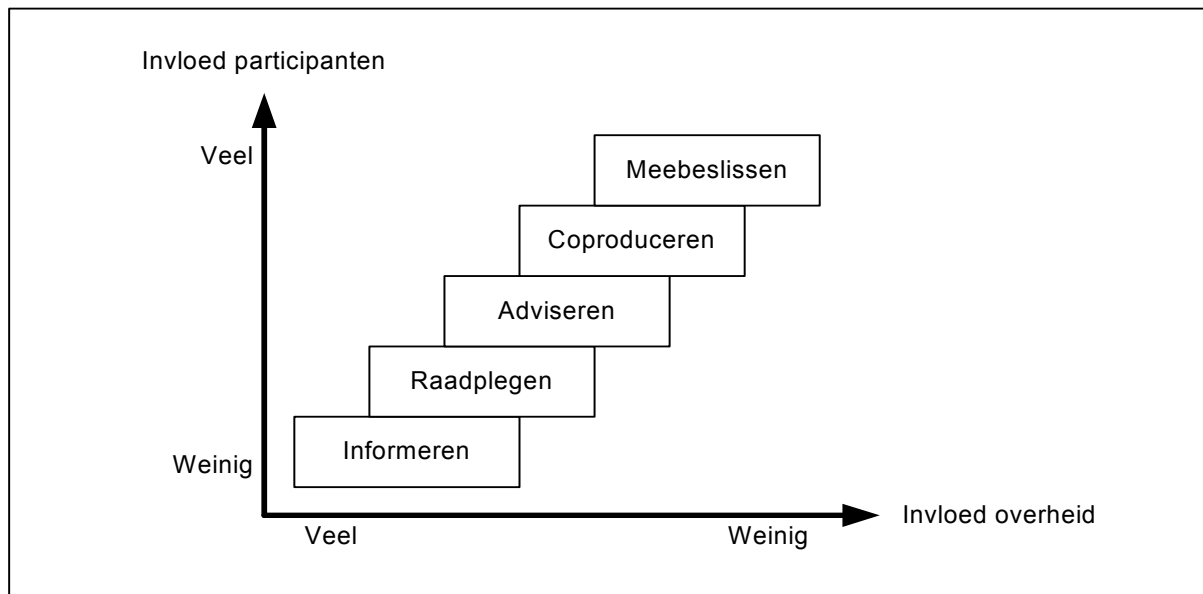 Invloed participanten
Veel
Meebeslissen
Coproduceren
Adviseren
Raadplegen
Informeren
Weinig
Invloed overheid
Veel
Weinig